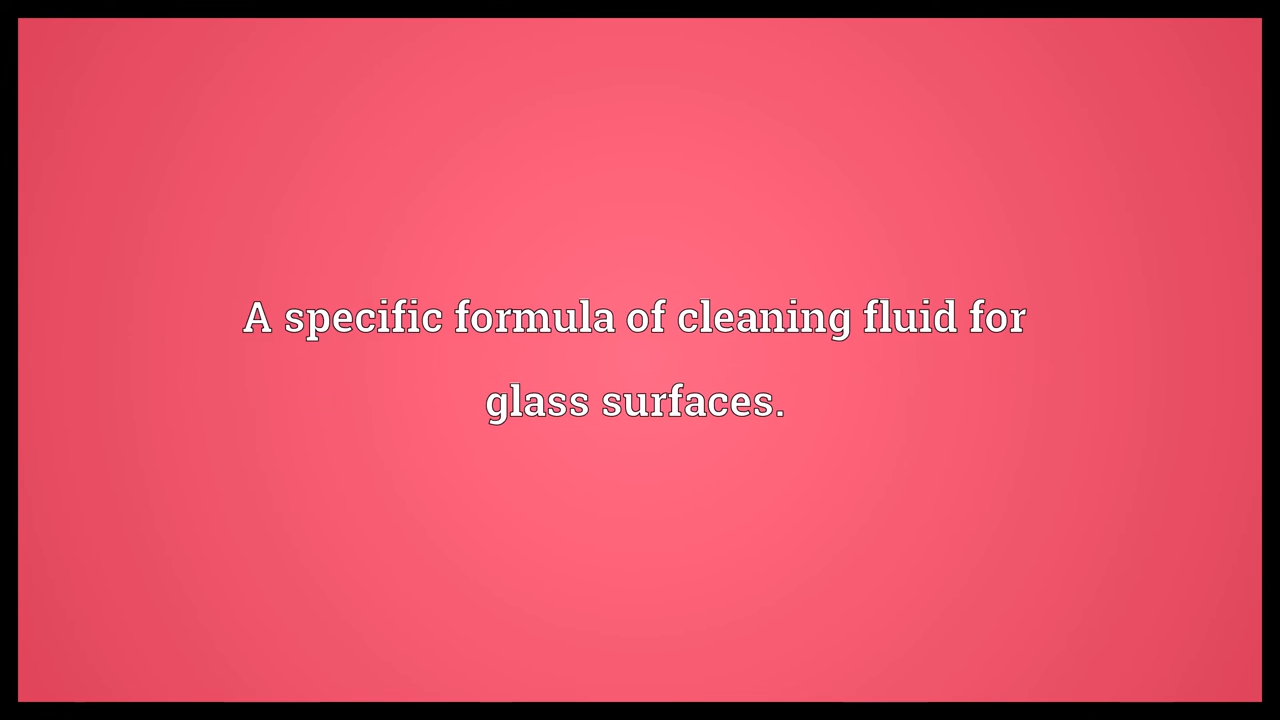 A specific formula of cleaning fluid for
glass surfaces.